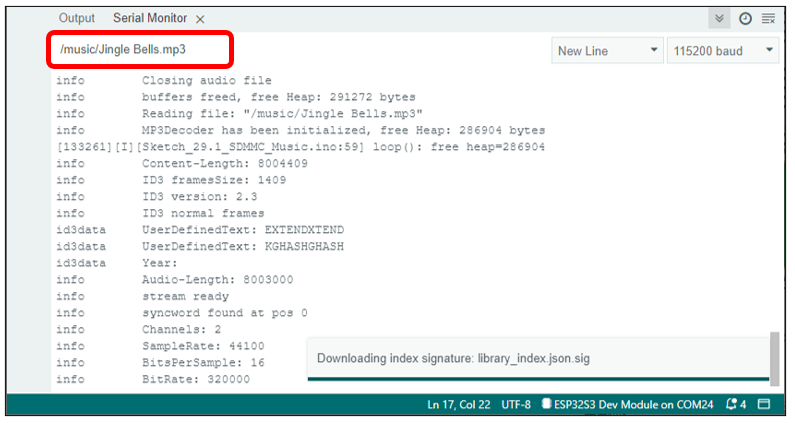 Output Serial Monitor
/music/Jingle Bells.mp3 New Line 115200 baud
info Closing audio file
info buffers freed, free Heap: 291272 bytes
info Reading file: "/music/Jingle Bells.mp3"
info MP3Decoder has been initialized, free Heap: 286904 bytes
[133261][I][Sketch_29.1_SDMMC_Music.ino:59] loop(): free heap=286904
info Content-Length: 8004409
info ID3 framesSize: 1409
info ID3 version: 2.3
info ID3 normal frames
id3data UserDefinedText: EXTENDXTEND
id3data UserDefinedText: KGHASHGHASH
id3data Year:
info Audio-Length: 8003000
info stream ready
info syncword found at pos 0
info Channels: 2
info SampleRate: 44100
info BitsPerSample: 16
info BitRate: 320000
Downloading index signature: library_index.json.sig
Ln 17, Col 22 UTF-8 ESP32S3 Dev Module on COM24 4